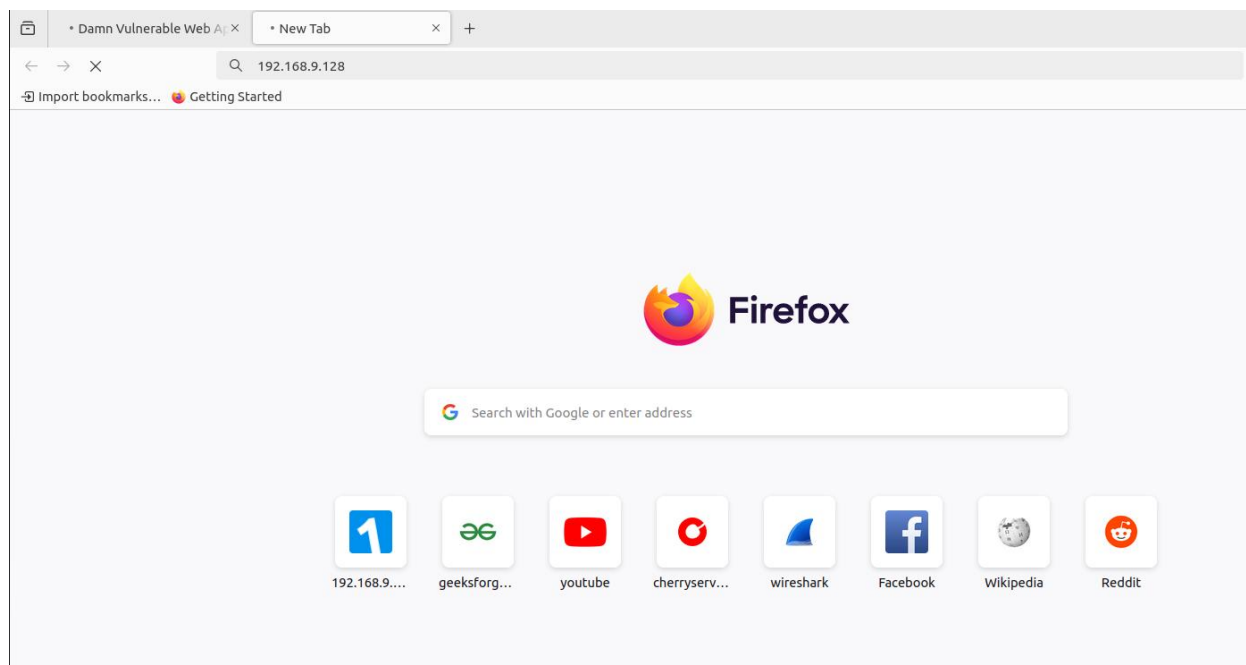 • Damn Vulnerable Web Ap × • New Tab × +
192.168.9.128
Import bookmarks... Getting Started
Firefox
Search with Google or enter address
192.168.9.... geeksforg... youtube cherryserv... wireshark Facebook Wikipedia Reddit